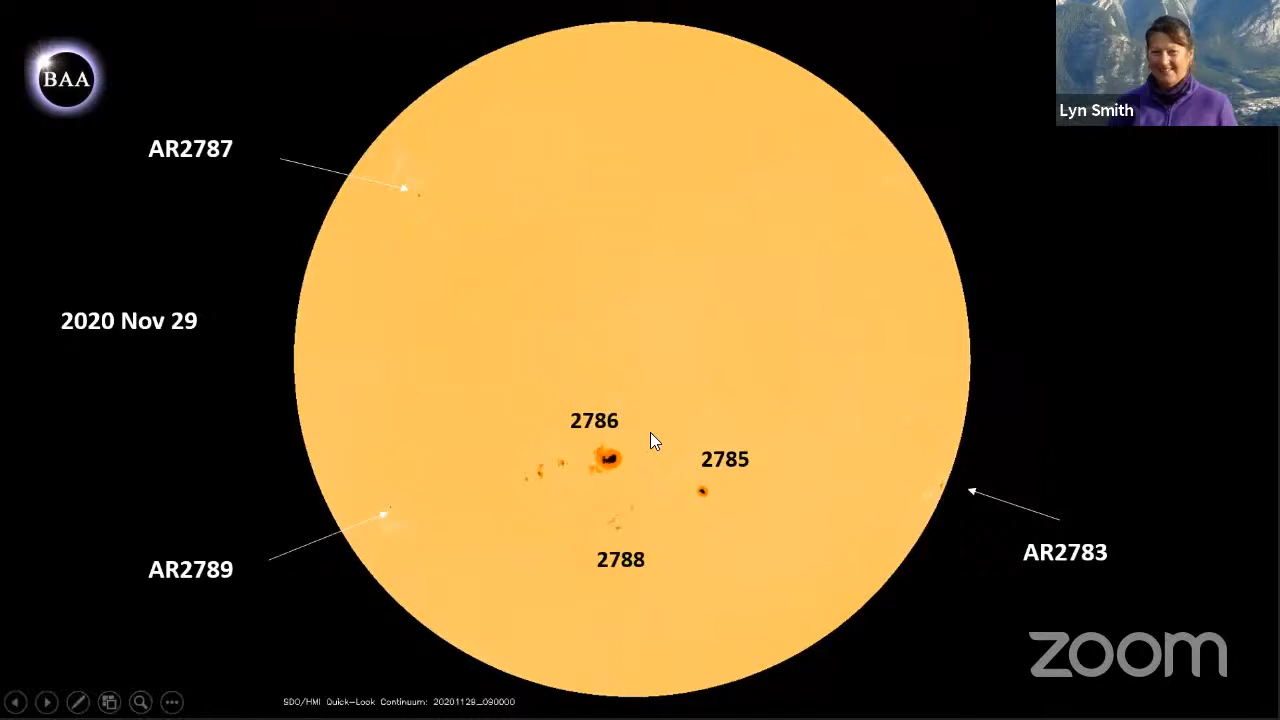 BAA
Lyn Smith
AR2787
2020 Nov 29
2786
2785
2788
AR2789
AR2783
zoom
SDO/HMI Quick-Look Continuum: 20201129_090000